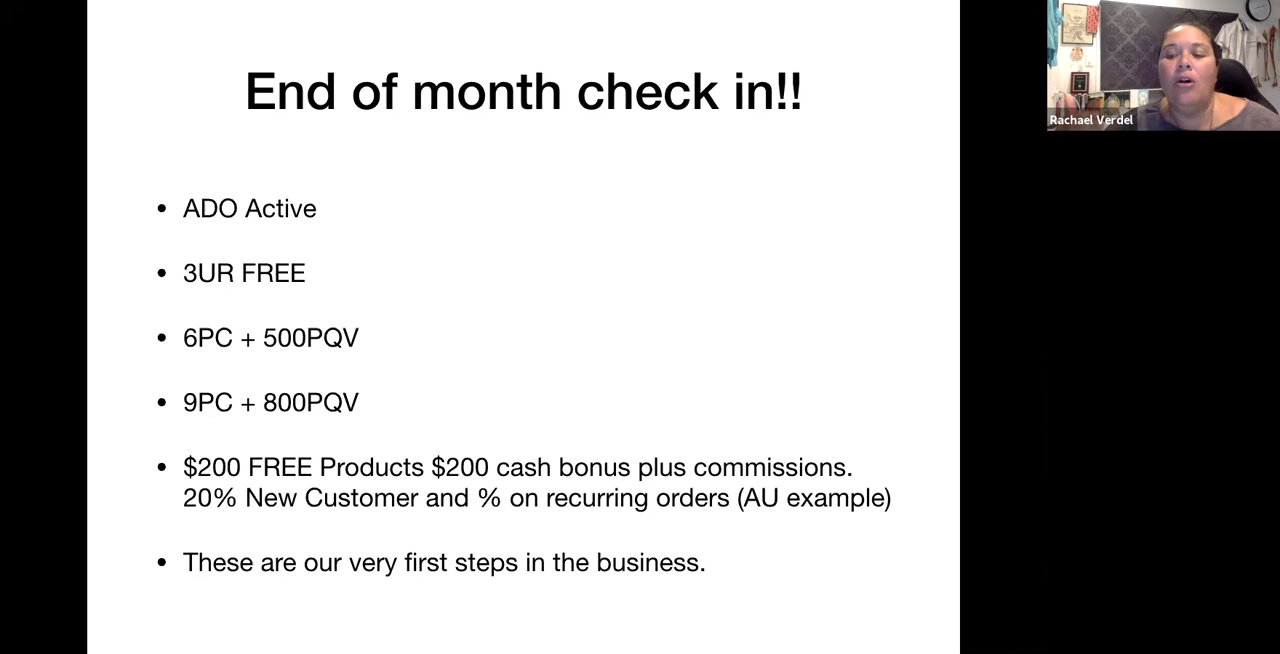 End of month check in!!
• ADO Active
• 3UR FREE
• 6PC + 500PQV
• 9PC + 800PQV
• $200 FREE Products $200 cash bonus plus commissions.
20% New Customer and % on recurring orders (AU example)
• These are our very first steps in the business.
Rachael Verdel